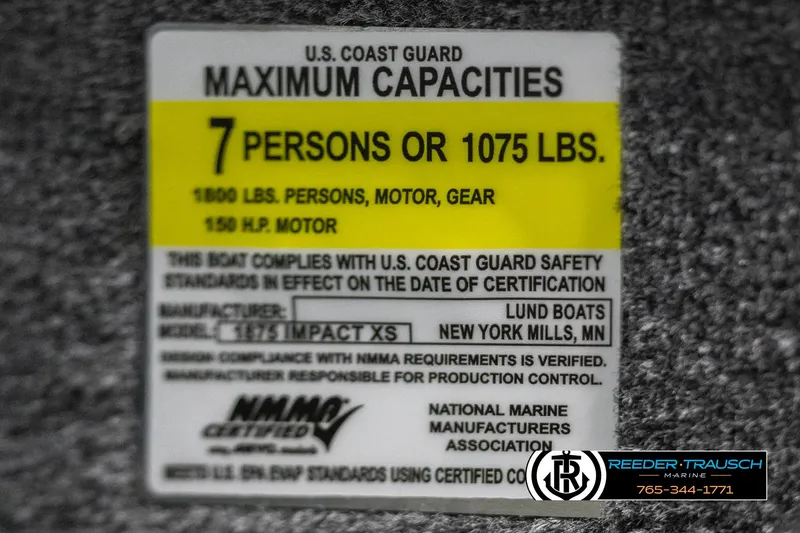 U.S. COAST GUARD
MAXIMUM CAPACITIES
7 PERSONS OR 1075 LBS.
1800 LBS. PERSONS, MOTOR, GEAR
150 H.P. MOTOR
THIS BOAT COMPLIES WITH U.S. COAST GUARD SAFETY
STANDARDS IN EFFECT ON THE DATE OF CERTIFICATION
MANUFACTURER: LUND BOATS
MODEL: 1875 IMPACT XS NEW YORK MILLS, MN
DESIGN COMPLIANCE WITH NMMA REQUIREMENTS IS VERIFIED.
MANUFACTURER RESPONSIBLE FOR PRODUCTION CONTROL.
NMMA
CERTIFIED
NATIONAL MARINE
MANUFACTURERS
ASSOCIATION
MEETS U.S. EPA EVAP STANDARDS USING CERTIFIED CO
REEDER-TRAUSCH
MARINE
765-344-1771